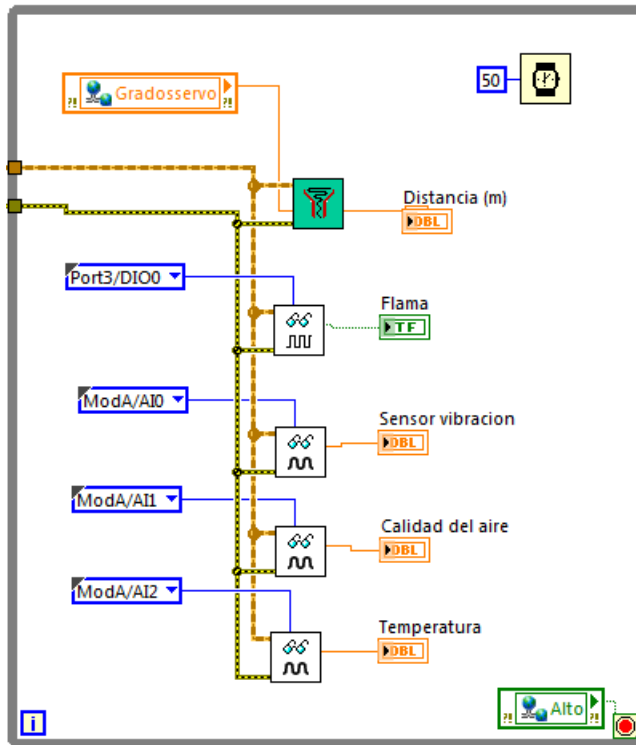 50
?! Gradosservo ?!
Distancia (m)
DBL
Port3/DIO0
Flama
TF
ModA/AI0
Sensor vibracion
DBL
ModA/AI1
Calidad del aire
DBL
ModA/AI2
Temperatura
DBL
?! Alto ?!
i